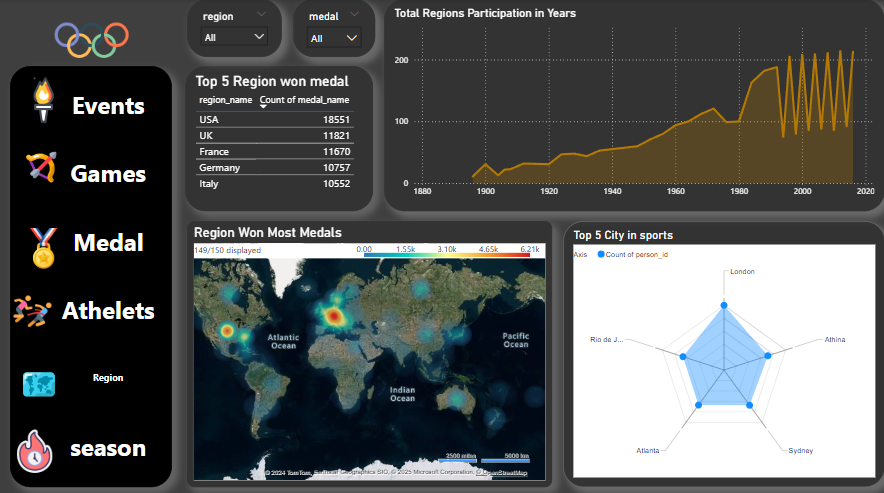 Events
Games
Medal
Athelets
Region
season
region
All
medal
All
Top 5 Region won medal
region_name Count of medal_name
USA 18551
UK 11821
France 11670
Germany 10757
Italy 10552
Total Regions Participation in Years
200
100
0
1880 1900 1920 1940 1960 1980 2000 2020
Region Won Most Medals
149/150 displayed
0.00 1.55k 3.10k 4.65k 6.21k
Atlantic
Ocean
Pacific
Ocean
Indian
Ocean
2500 miles 5000 km
© 2024 TomTom, Earthstar Geographics SIO, © 2025 Microsoft Corporation, © OpenStreetMap
Top 5 City in sports
Axis Count of person_id
London
Rio de J...
Athina
Atlanta
Sydney